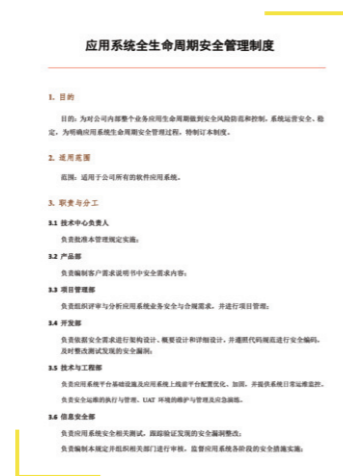 应用系统全生命周期安全管理制度
1. 目的
目的：为对公司内部整个业务应用生命周期做到安全风险防范和控制，系统运营安全、稳
定，为明确应用系统生命周期安全管理过程，特制订本制度。
2. 适用范围
范围：适用于公司所有的软件应用系统。
3. 职责与分工
3.1 技术中心负责人
负责批准本管理规定实施；
3.2 产品部
负责编制客户需求说明书中安全需求内容；
3.3 项目管理部
负责组织评审与分析应用系统业务安全与合规需求，并进行项目管理；
3.4 开发部
负责依据安全需求进行架构设计、概要设计和详细设计，并遵照代码规范进行安全编码，
及时整改测试发现的安全漏洞；
3.5 技术与工程部
负责应用系统平台基础设施及应用系统上线前平台配置优化、加固，并提供系统日常运维监控。
负责安全运维的执行与管理、UAT 环境的维护与管理及应急演练。
3.6 信息安全部
负责应用系统安全相关测试，跟踪验证发现的安全漏洞整改；
负责编制本规定并组织相关部门进行审核，监督应用系统各阶段的安全措施实施；